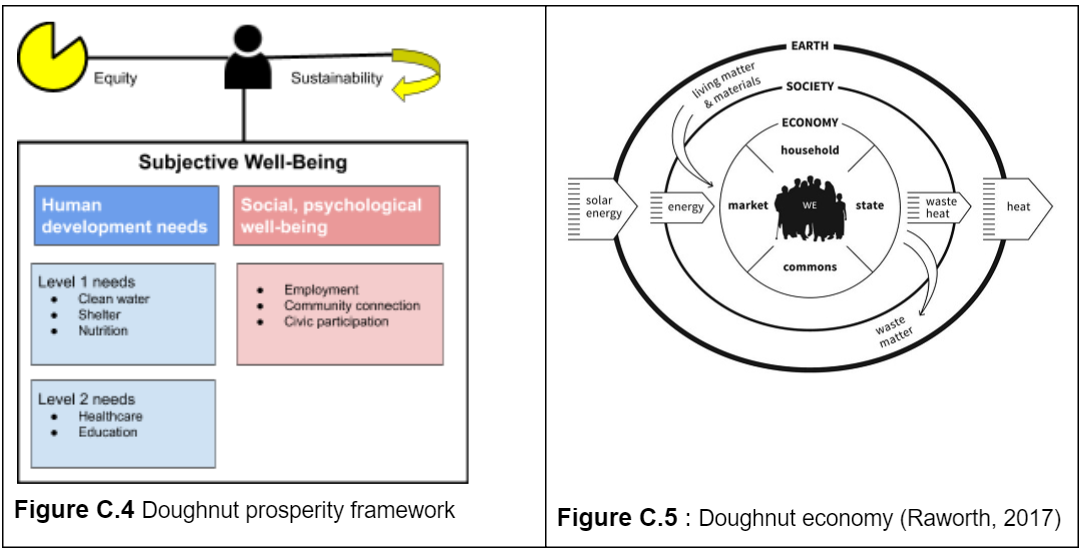 Equity
Sustainability
Subjective Well-Being
Human
development needs
Social, psychological
well-being
Level 1 needs
● Clean water
● Shelter
● Nutrition
● Employment
● Community connection
● Civic participation
Level 2 needs
● Healthcare
● Education
Figure C.4 Doughnut prosperity framework
EARTH
living matter
& materials
SOCIETY
ECONOMY
household
solar
energy
energy
market
WE
state
waste
heat
heat
commons
waste
matter
Figure C.5 : Doughnut economy (Raworth, 2017)